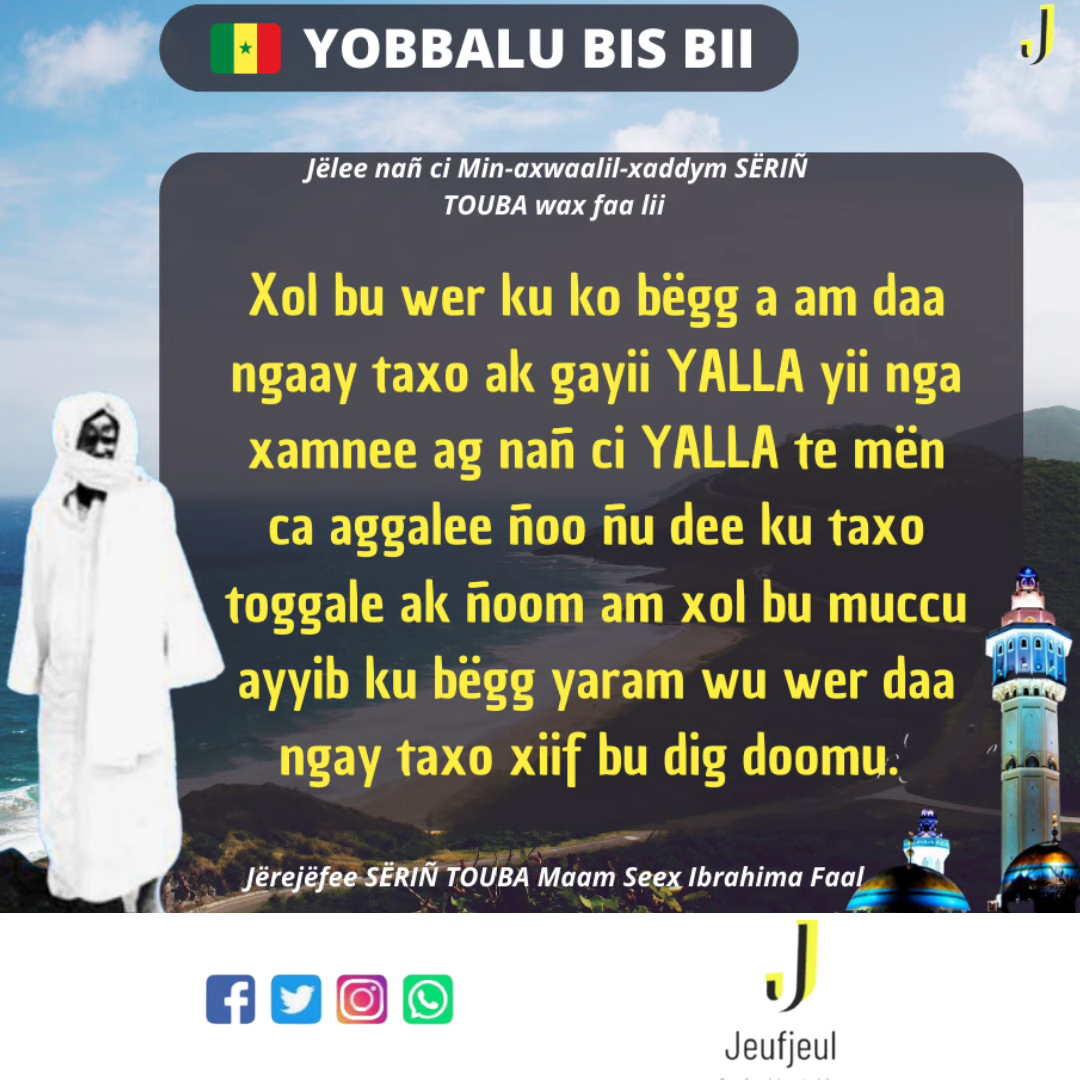 YOBBALU BIS BII
J
Jëlee nañ ci Min-axwaalil-xaddym SËRIÑ
TOUBA wax faa lii
Xol bu wer ku ko bëgg a am daa
ngaay taxo ak gayii YALLA yii nga
xamnee ag nañ ci YALLA te mën
ca aggalee ñoo ñu dee ku taxo
toggale ak ñoom am xol bu muccu
ayyib ku bëgg yaram wu wer daa
ngay taxo xiif bu dig doomu.
Jërejëfee SËRIÑ TOUBA Maam Seex Ibrahima Faal
J
Jeufjeul